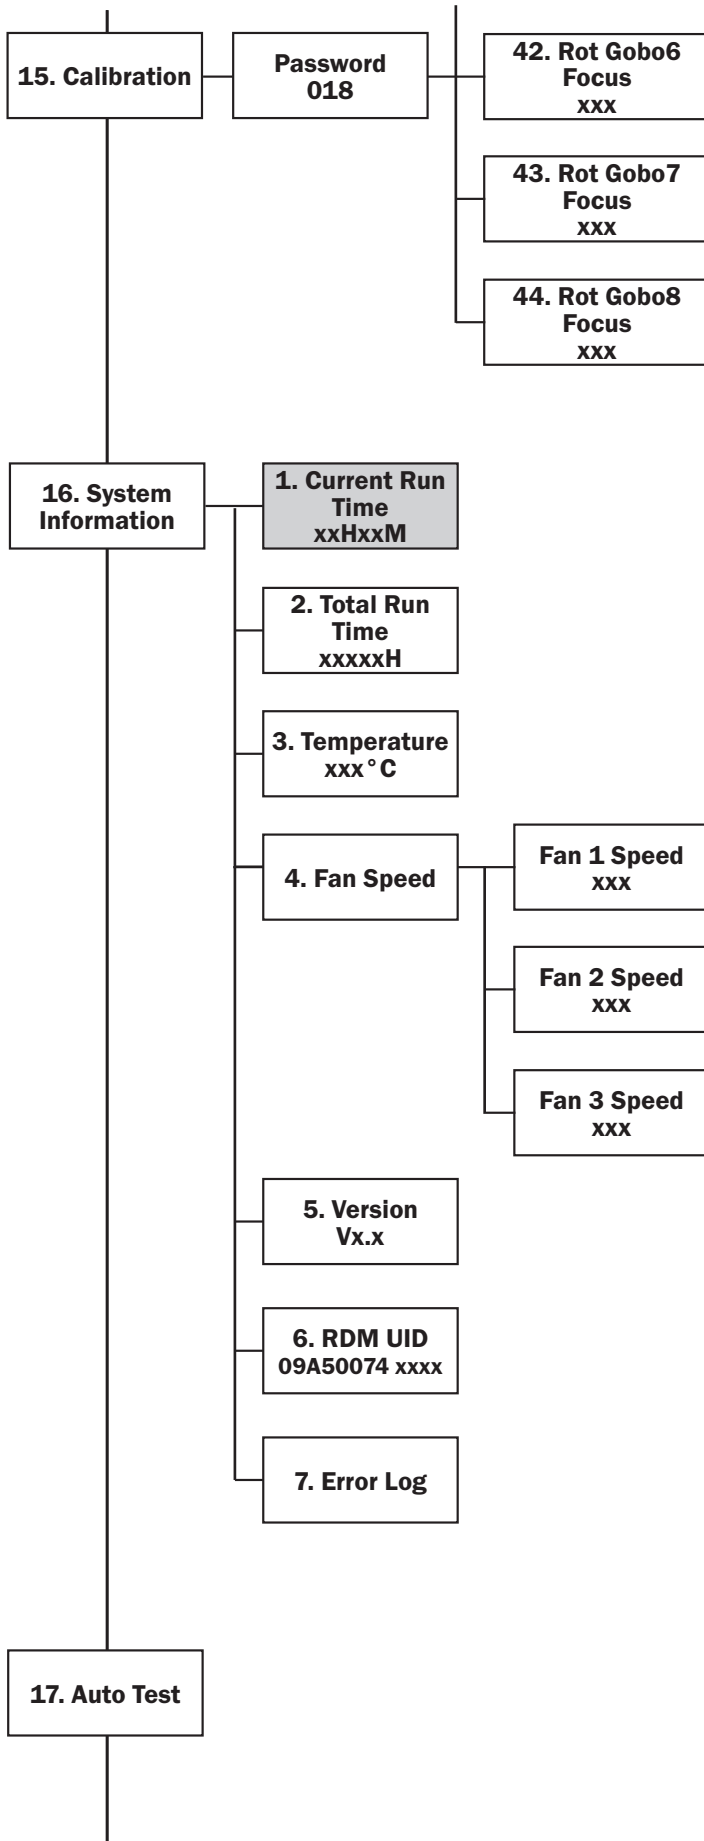 15. Calibration
Password
018
42. Rot Gobo6
Focus
xxx
43. Rot Gobo7
Focus
xxx
44. Rot Gobo8
Focus
xxx
16. System
Information
1. Current Run
Time
xxHxxM
2. Total Run
Time
xxxxxH
3. Temperature
xxx°C
4. Fan Speed
Fan 1 Speed
xxx
Fan 2 Speed
xxx
Fan 3 Speed
xxx
5. Version
Vx.x
6. RDM UID
09A50074 xxxx
7. Error Log
17. Auto Test